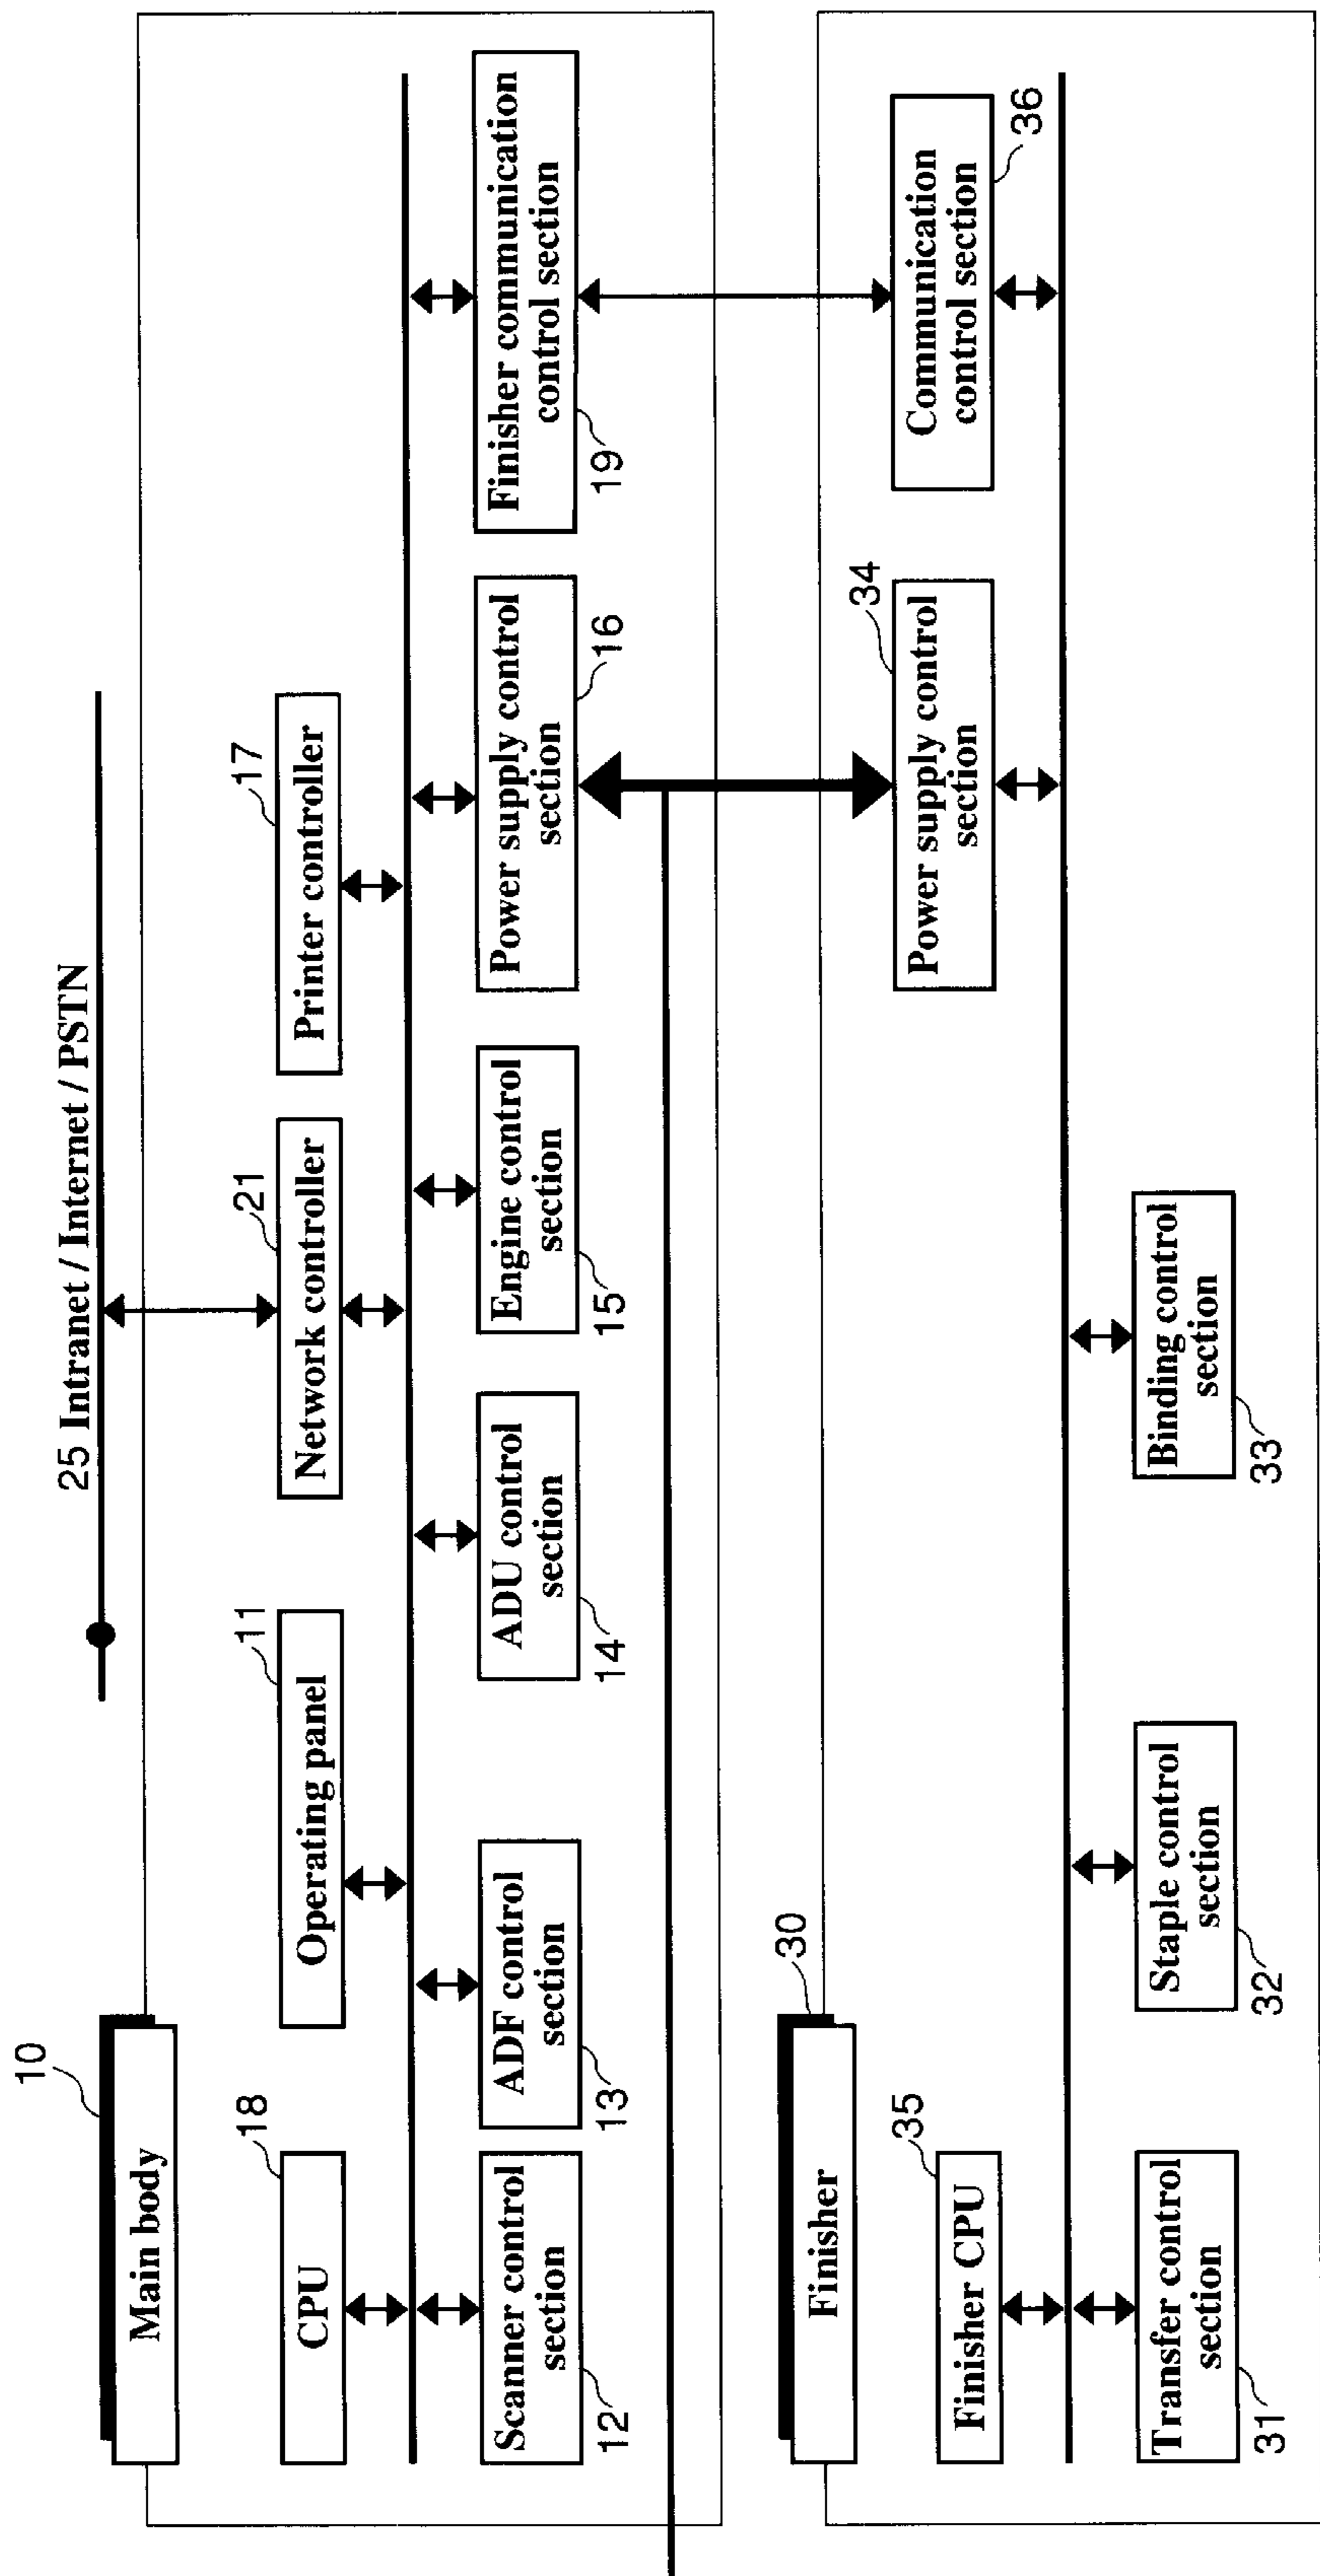 25 Intranet / Internet / PSTN
10
Main body
18
CPU
11
Operating panel
21
Network controller
17
Printer controller
Scanner control
section
12
ADF control
section
13
ADU control
section
14
Engine control
section
15
Power supply control
section
16
Finisher communication
control section
19
30
Finisher
35
Finisher CPU
34
Power supply control
section
Communication
control section
36
Transfer control
section
31
Staple control
section
32
Binding control
section
33